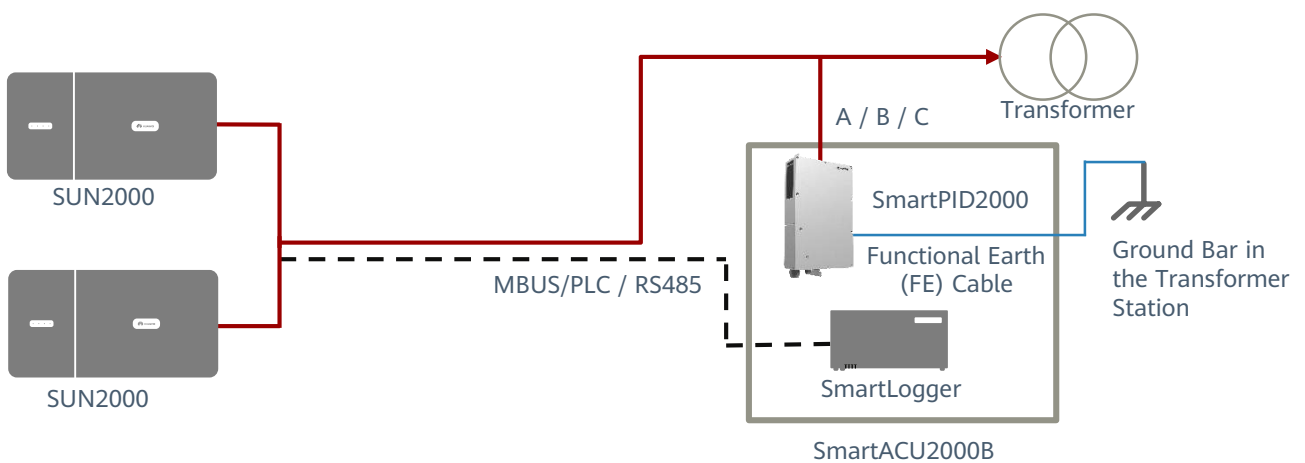 Transformer
A / B / C
SUN2000
SmartPID2000
Functional Earth
(FE) Cable
Ground Bar in
the Transformer
Station
MBUS/PLC / RS485
SUN2000
SmartLogger
SmartACU2000B